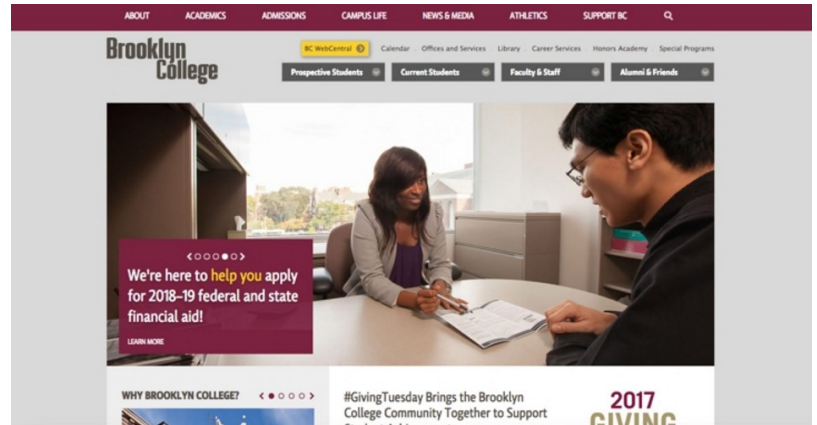 ABOUT ACADEMICS ADMISSIONS CAMPUS LIFE NEWS & MEDIA ATHLETICS SUPPORT BC
Brooklyn
College
BC WebCentral Calendar Offices and Services Library Career Services Honors Academy Special Programs
Prospective Students Current Students Faculty & Staff Alumni & Friends
We're here to help you apply
for 2018–19 federal and state
financial aid!
LEARN MORE
WHY BROOKLYN COLLEGE?
#GivingTuesday Brings the Brooklyn
College Community Together to Support
2017
GIVING